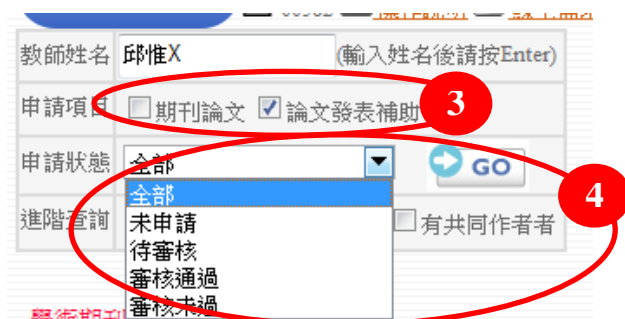 教師姓名 邱惟X (輸入姓名後請按Enter)
申請項目 期刊論文 論文發表補助
3
申請狀態 全部 GO
全部
4
進階查詢 未申請 有共同作者者
待審核
審核通過
審核未過